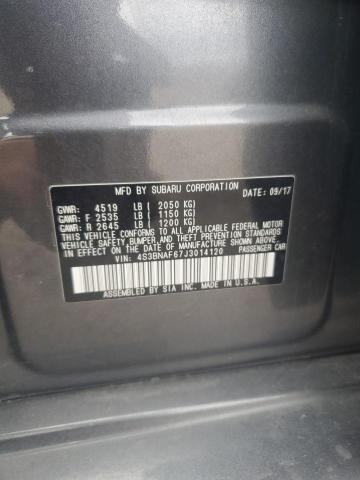 MFD BY SUBARU CORPORATION
DATE: 09/17
GVWR: 4519 LB ( 2050 KG)
GAWR: F 2535 LB ( 1150 KG)
GAWR: R 2645 LB ( 1200 KG)
THIS VEHICLE CONFORMS TO ALL APPLICABLE FEDERAL MOTOR
VEHICLE SAFETY, BUMPER, AND THEFT PREVENTION STANDARDS
IN EFFECT ON THE DATE OF MANUFACTURE SHOWN ABOVE.
VIN: 4S3BNAF67J3014120 PASSENGER CAR
ASSEMBLED BY SIA INC. MADE IN U.S.A.